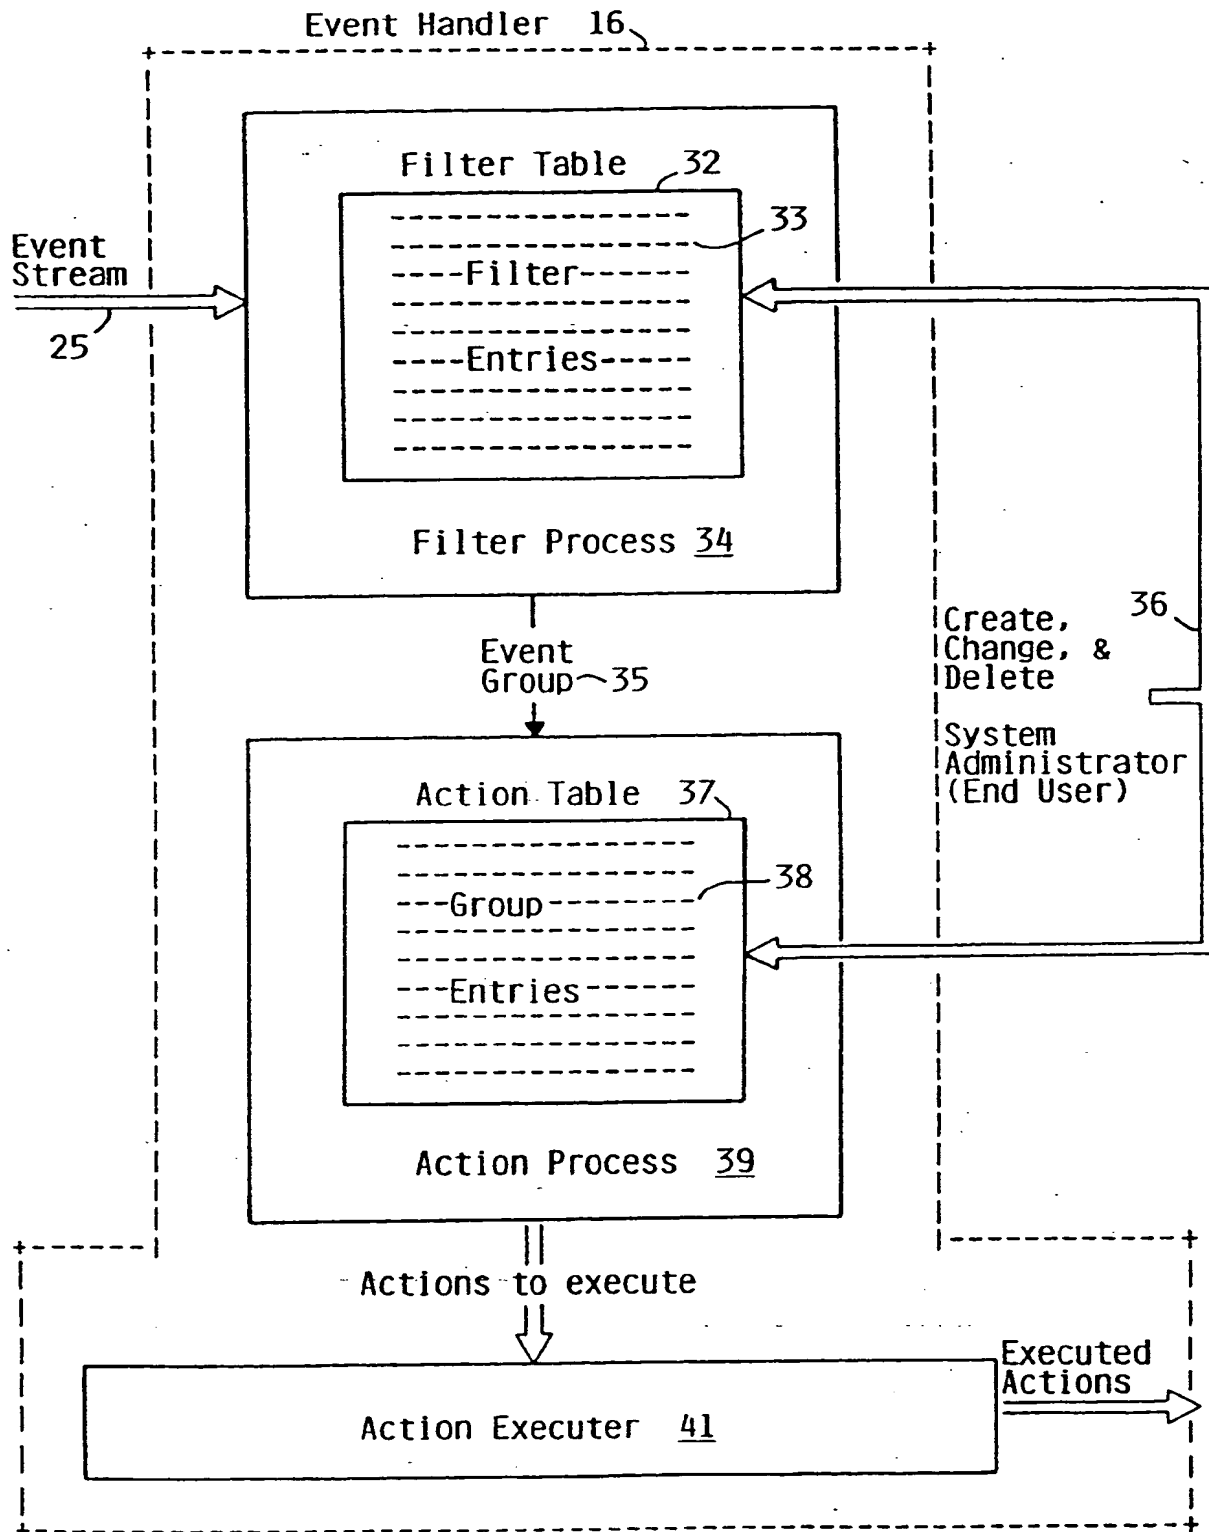 Event Handler 16
Filter Table 32
33
Event
Stream
25
Filter
Entries
Filter Process 34
Event
Group 35
36
Create,
Change, &
Delete
System
Administrator
(End User)
Action Table 37
38
Group
Entries
Action Process 39
Actions to execute
Executed
Actions
Action Executer 41